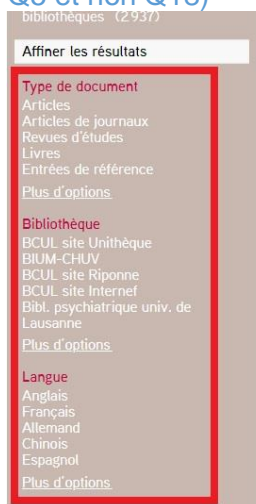 bibliothèques (2937)
Affiner les résultats
Type de document
Articles
Articles de journaux
Revues d'études
Livres
Entrées de référence
Plus d'options
Bibliothèque
BCUL site Unithèque
BIUM-CHUV
BCUL site Riponne
BCUL site Internef
Bibl. psychiatrique univ. de
Lausanne
Plus d'options
Langue
Anglais
Français
Allemand
Chinois
Espagnol
Plus d'options